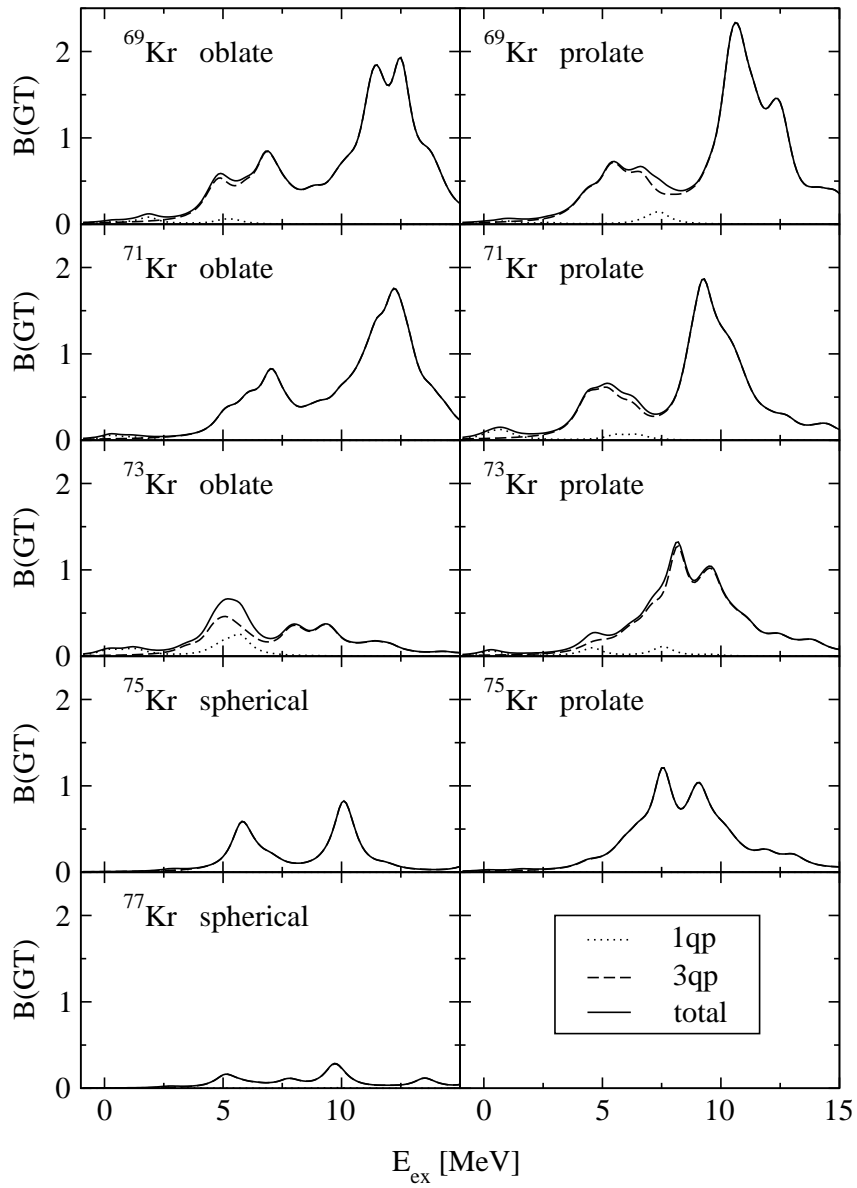 ⁶⁹Kr oblate
⁶⁹Kr prolate
B(GT)
2
1
0
⁷¹Kr oblate
⁷¹Kr prolate
B(GT)
2
1
0
⁷³Kr oblate
⁷³Kr prolate
B(GT)
2
1
0
⁷⁵Kr spherical
⁷⁵Kr prolate
B(GT)
2
1
0
⁷⁷Kr spherical
B(GT)
2
1
0
1qp
3qp
total
0 5 10 0 5 10 15
E_ex [MeV]